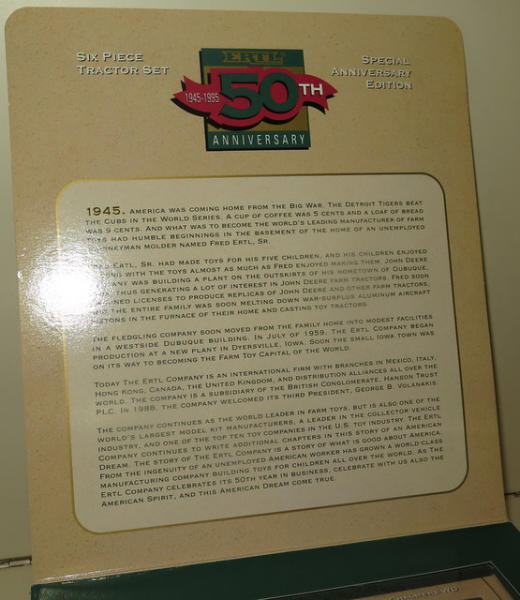 SIX PIECE
TRACTOR SET
ERTL
1945-1995
50TH
ANNIVERSARY
SPECIAL
ANNIVERSARY
EDITION
1945. AMERICA WAS COMING HOME FROM THE BIG WAR. THE DETROIT TIGERS BEAT
THE CUBS IN THE WORLD SERIES. A CUP OF COFFEE WAS 5 CENTS AND A LOAF OF BREAD
WAS 9 CENTS. AND WHAT WAS TO BECOME THE WORLD'S LEADING MANUFACTURER OF FARM
TOYS HAD HUMBLE BEGINNINGS IN THE BASEMENT OF THE HOME OF AN UNEMPLOYED
JOURNEYMAN MOLDER NAMED FRED ERTL, SR.
FRED ERTL, SR. HAD MADE TOYS FOR HIS FIVE CHILDREN, AND HIS CHILDREN ENJOYED
WITH THE TOYS ALMOST AS MUCH AS FRED ENJOYED MAKING THEM. JOHN DEERE
COMPANY WAS BUILDING A PLANT ON THE OUTSKIRTS OF HIS HOMETOWN OF DUBUQUE,
THUS GENERATING A LOT OF INTEREST IN JOHN DEERE FARM TRACTORS. FRED SOON
LICENSES TO PRODUCE REPLICAS OF JOHN DEERE AND OTHER FARM TRACTORS,
THE ENTIRE FAMILY WAS SOON MELTING DOWN WAR-SURPLUS ALUMINUM AIRCRAFT
PISTONS IN THE FURNACE OF THEIR HOME AND CASTING TOY TRACTORS.
THE FLEDGLING COMPANY SOON MOVED FROM THE FAMILY HOME INTO MODEST FACILITIES
IN A WESTSIDE DUBUQUE BUILDING. IN JULY OF 1959, THE ERTL COMPANY BEGAN
PRODUCTION AT A NEW PLANT IN DYERSVILLE, IOWA. SOON THE SMALL IOWA TOWN WAS
ON ITS WAY TO BECOMING THE FARM TOY CAPITAL OF THE WORLD.
TODAY THE ERTL COMPANY IS AN INTERNATIONAL FIRM WITH BRANCHES IN MEXICO, ITALY,
HONG KONG, CANADA, THE UNITED KINGDOM, AND DISTRIBUTION ALLIANCES ALL OVER THE
WORLD. THE COMPANY IS A SUBSIDIARY OF THE BRITISH CONGLOMERATE, HANSON TRUST
PLC. IN 1988, THE COMPANY WELCOMED ITS THIRD PRESIDENT, GEORGE B. VOLANAKIS.
THE COMPANY CONTINUES AS THE WORLD LEADER IN FARM TOYS, BUT IS ALSO ONE OF THE
WORLD'S LARGEST MODEL KIT MANUFACTURERS, A LEADER IN THE COLLECTOR VEHICLE
INDUSTRY, AND ONE OF THE TOP TEN TOY COMPANIES IN THE U.S. TOY INDUSTRY. THE ERTL
COMPANY CONTINUES TO WRITE ADDITIONAL CHAPTERS IN THIS STORY OF AN AMERICAN
DREAM. THE STORY OF THE ERTL COMPANY IS A STORY OF WHAT IS GOOD ABOUT AMERICA.
FROM THE INGENUITY OF AN UNEMPLOYED AMERICAN WORKER HAS GROWN A WORLD-CLASS
MANUFACTURING COMPANY BUILDING TOYS FOR CHILDREN ALL OVER THE WORLD. AS THE
ERTL COMPANY CELEBRATES ITS 50TH YEAR IN BUSINESS, CELEBRATE WITH US ALSO THE
AMERICAN SPIRIT, AND THIS AMERICAN DREAM COME TRUE.